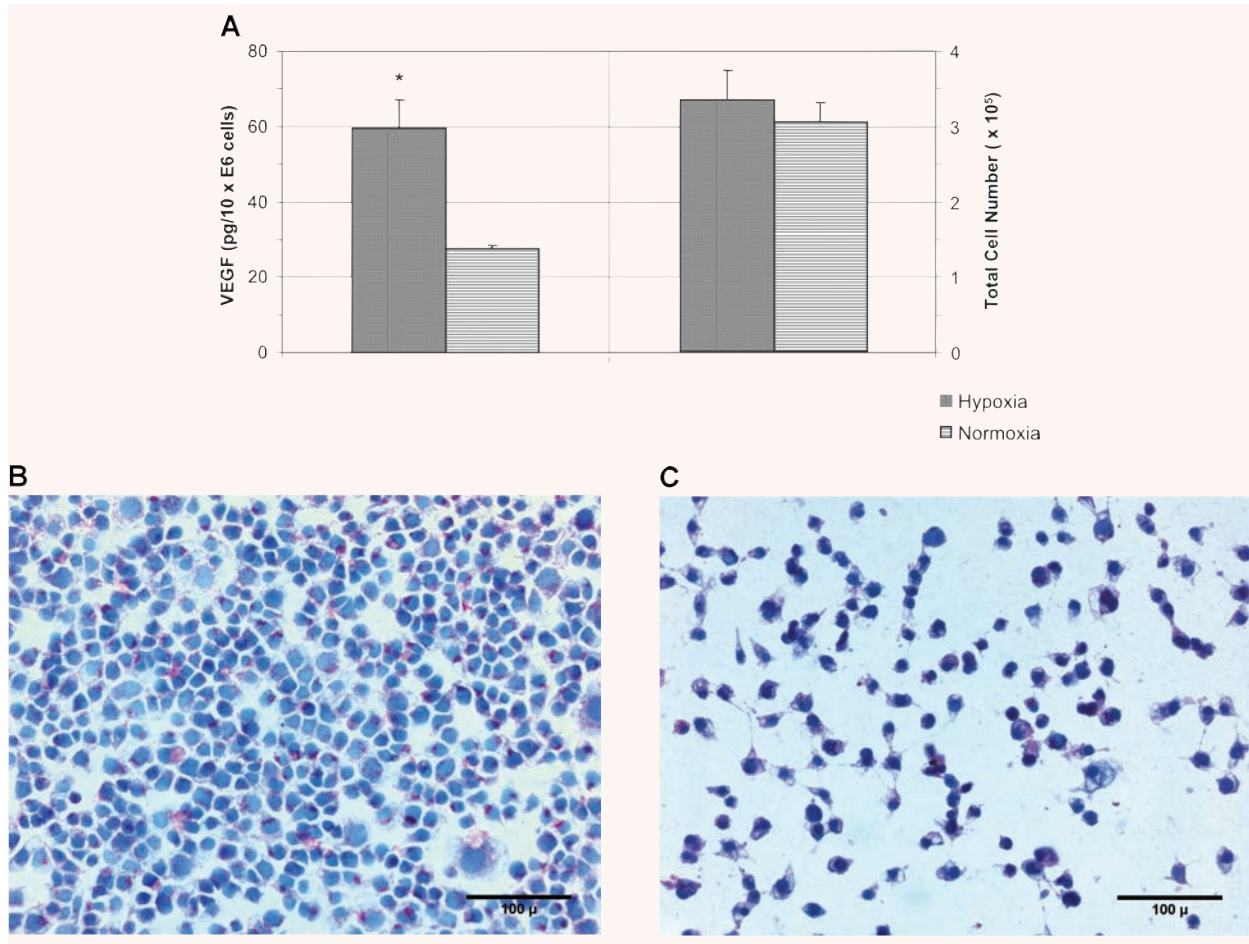 A
80
60
40
20
0
VEGF (pg/10 x E6 cells)
*
4
3
2
1
0
Total Cell Number ( x 10⁵)
Hypoxia
Normoxia
B
C
100 µ
100 µ